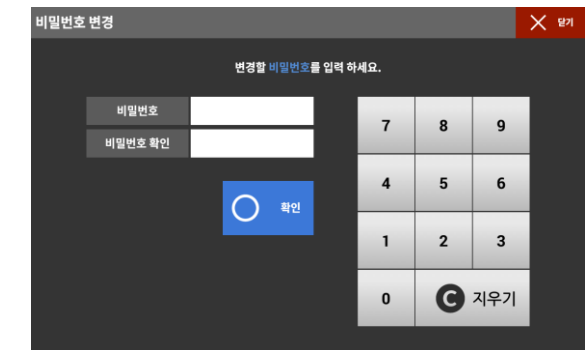 비밀번호 변경
닫기
변경할 비밀번호를 입력 하세요.
비밀번호
비밀번호 확인
확인
7 8 9
4 5 6
1 2 3
0 C 지우기